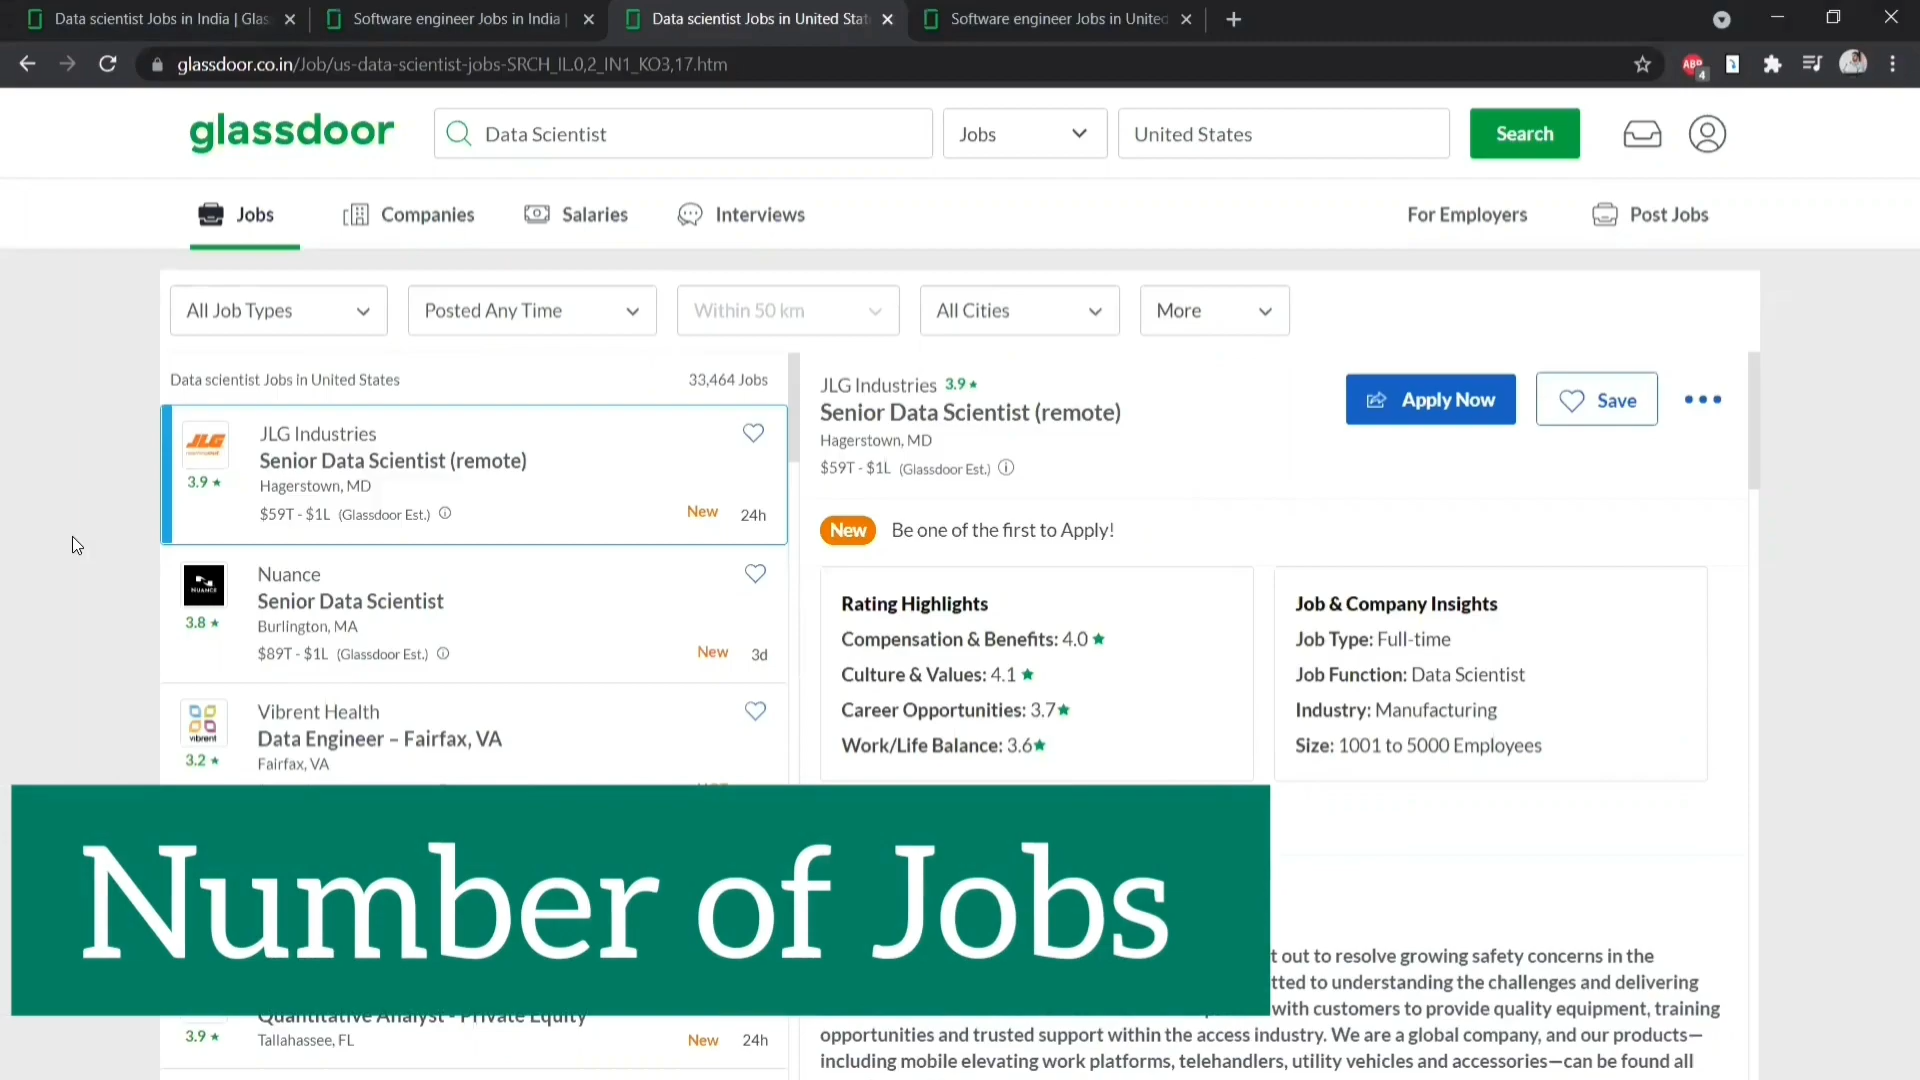 Data scientist Jobs in India | Glas
Software engineer Jobs in India |
Data scientist Jobs in United Stat
Software engineer Jobs in United
glassdoor.co.in/Job/us-data-scientist-jobs-SRCH_IL.0,2_IN1_KO3,17.htm
ABP
4
glassdoor
Data Scientist
Jobs
United States
Search
Jobs
Companies
Salaries
Interviews
For Employers
Post Jobs
All Job Types
Posted Any Time
Within 50 km
All Cities
More
Data scientist Jobs in United States
33,464 Jobs
JLG
JLG Industries
Senior Data Scientist (remote)
3.9 ★
Hagerstown, MD
$59T - $1L (Glassdoor Est.)
New
24h
NUANCE
Nuance
Senior Data Scientist
3.8 ★
Burlington, MA
$89T - $1L (Glassdoor Est.)
New
3d
vibrent
Vibrent Health
Data Engineer – Fairfax, VA
3.2 ★
Fairfax, VA
Quantitative Analyst - Private Equity
3.9 ★
Tallahassee, FL
New
24h
JLG Industries 3.9 ★
Senior Data Scientist (remote)
Hagerstown, MD
$59T - $1L (Glassdoor Est.)
Apply Now
Save
New
Be one of the first to Apply!
Rating Highlights
Compensation & Benefits: 4.0 ★
Culture & Values: 4.1 ★
Career Opportunities: 3.7★
Work/Life Balance: 3.6★
Job & Company Insights
Job Type: Full-time
Job Function: Data Scientist
Industry: Manufacturing
Size: 1001 to 5000 Employees
Number of Jobs
t out to resolve growing safety concerns in the
tted to understanding the challenges and delivering
with customers to provide quality equipment, training
opportunities and trusted support within the access industry. We are a global company, and our products—
including mobile elevating work platforms, telehandlers, utility vehicles and accessories—can be found all